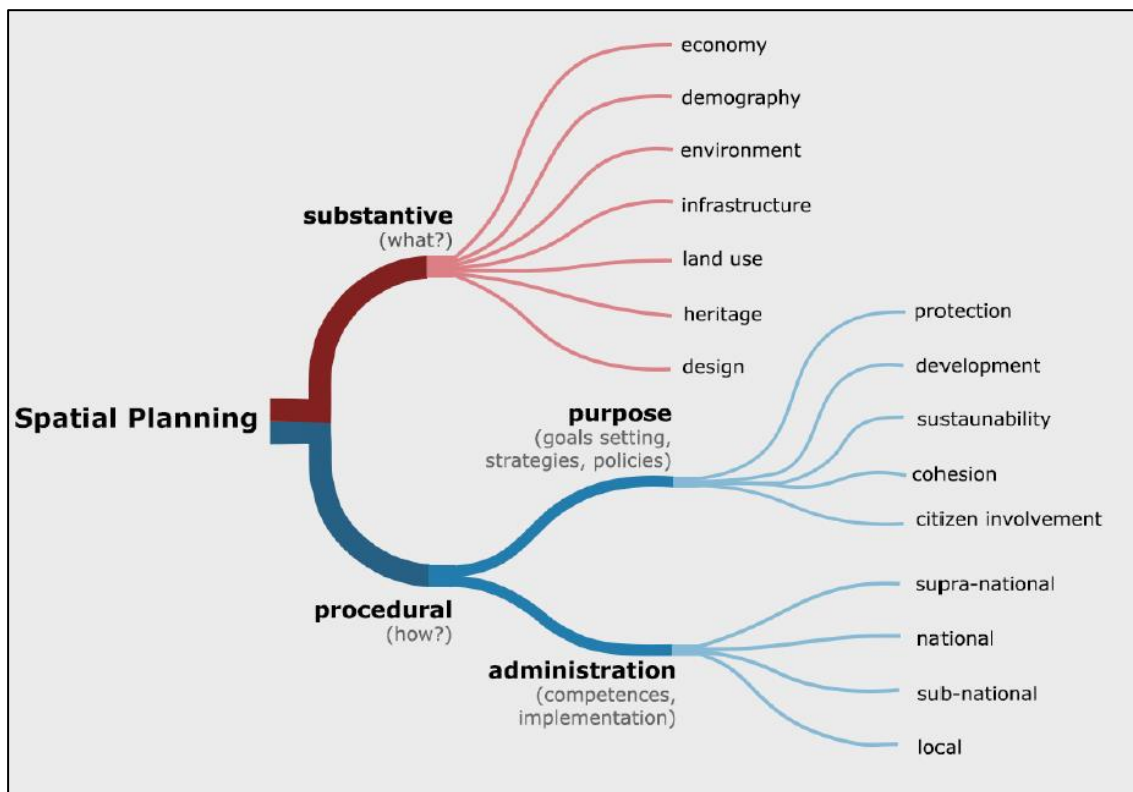 economy
demography
environment
infrastructure
land use
heritage
design
substantive
(what?)
Spatial Planning
procedural
(how?)
purpose
(goals setting,
strategies, policies)
protection
development
sustaunability
cohesion
citizen involvement
administration
(competences,
implementation)
supra-national
national
sub-national
local